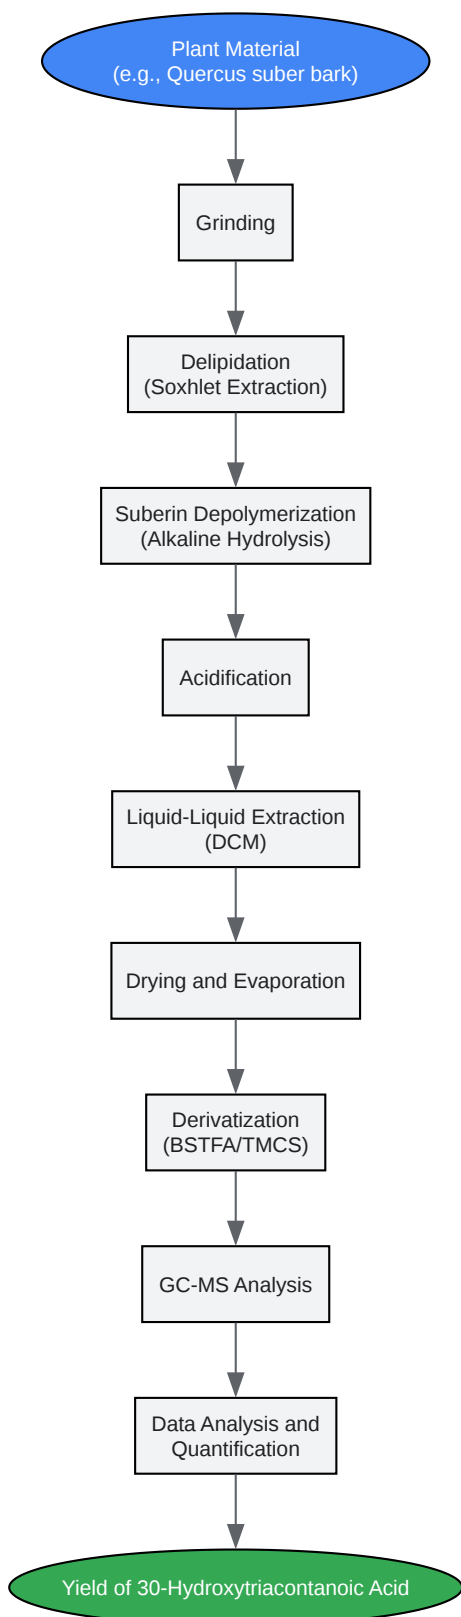 Plant Material
(e.g., Quercus suber bark)
Grinding
Delipidation
(Soxhlet Extraction)
Suberin Depolymerization
(Alkaline Hydrolysis)
Acidification
Liquid-Liquid Extraction
(DCM)
Drying and Evaporation
Derivatization
(BSTFA/TMCS)
GC-MS Analysis
Data Analysis and
Quantification
Yield of 30-Hydroxytriacontanoic Acid